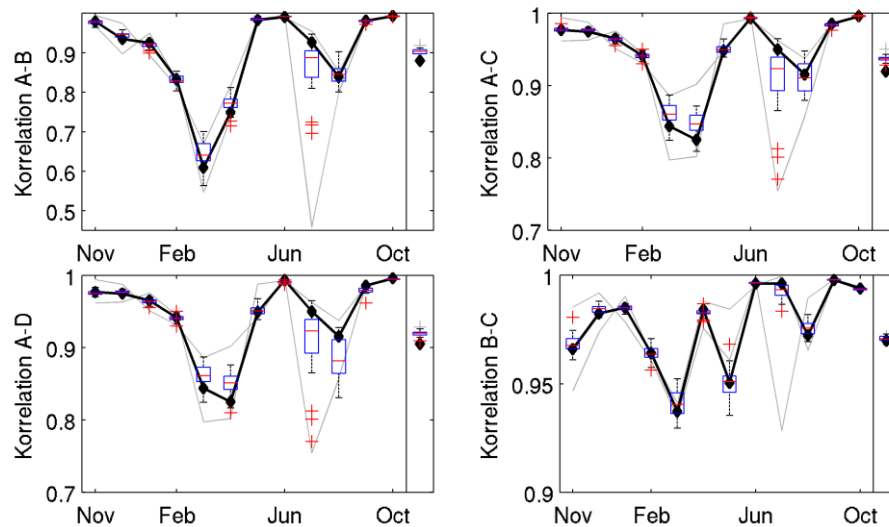 Korrelation A-B
0.9
0.8
0.7
0.6
0.5
Nov Feb Jun Oct
Korrelation A-C
1
0.9
0.8
0.7
Nov Feb Jun Oct
Korrelation A-D
1
0.9
0.8
0.7
Nov Feb Jun Oct
Korrelation B-C
1
0.95
0.9
Nov Feb Jun Oct